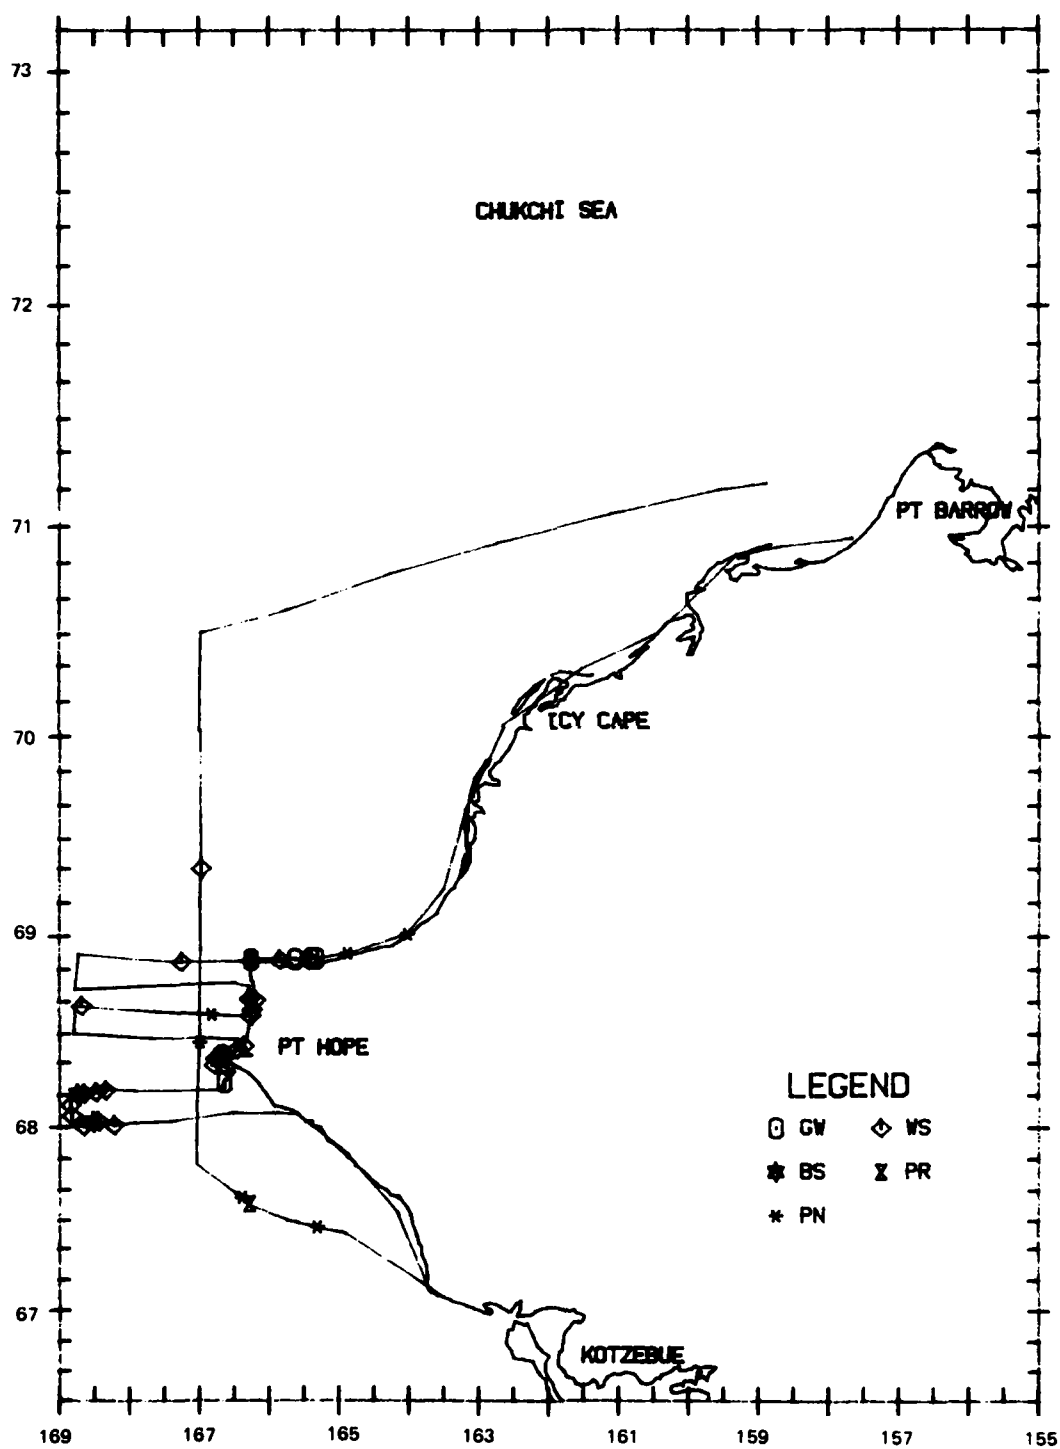 73
CHUKCHI SEA
72
PT BARROW
71
ICY CAPE
70
69
PT HOPE
LEGEND
GW WS
68
BS PR
PN
67
KOTZEBUE
169 167 165 163 161 159 157 155